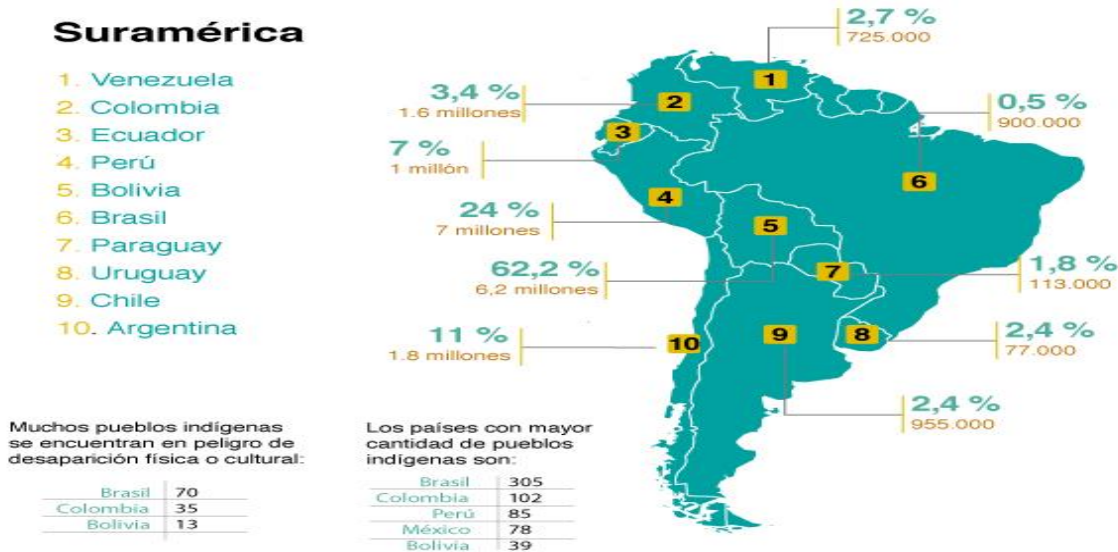 Suramérica
1. Venezuela
2. Colombia
3. Ecuador
4. Perú
5. Bolivia
6. Brasil
7. Paraguay
8. Uruguay
9. Chile
10. Argentina
2,7 %
725.000
3,4 %
1.6 millones
0,5 %
900.000
7 %
1 millón
24 %
7 millones
62,2 %
6,2 millones
1,8 %
113.000
11 %
1.8 millones
2,4 %
77.000
2,4 %
955.000
1
2
3
4
5
6
7
8
9
10
Muchos pueblos indígenas
se encuentran en peligro de
desaparición física o cultural:
Brasil 70
Colombia 35
Bolivia 13
Los países con mayor
cantidad de pueblos
indígenas son:
Brasil 305
Colombia 102
Perú 85
México 78
Bolivia 39